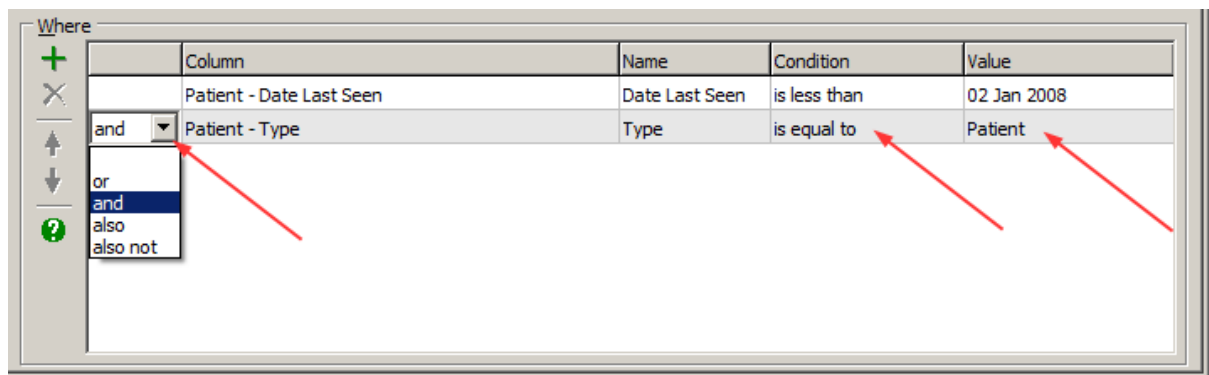 Where
Column Name Condition Value
Patient - Date Last Seen Date Last Seen is less than 02 Jan 2008
and Patient - Type Type is equal to Patient
or
and
also
also not
?